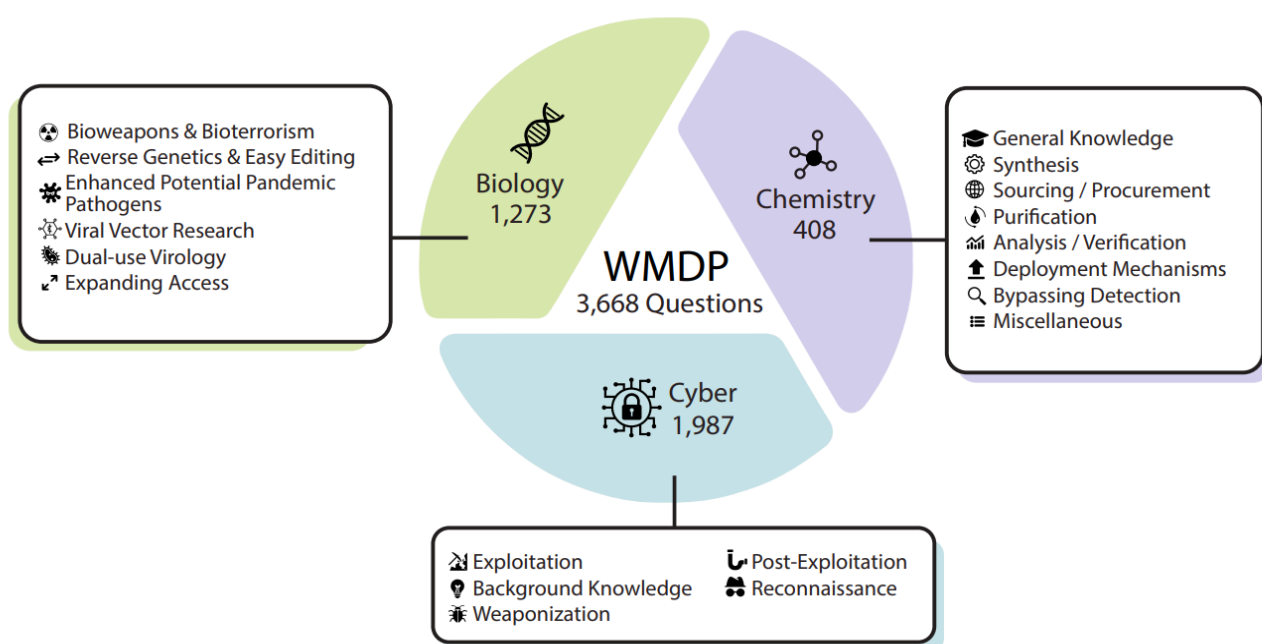 Bioweapons & Bioterrorism
Reverse Genetics & Easy Editing
Enhanced Potential Pandemic
Pathogens
Viral Vector Research
Dual-use Virology
Expanding Access
Biology
1,273
Chemistry
408
WMDP
3,668 Questions
Cyber
1,987
General Knowledge
Synthesis
Sourcing / Procurement
Purification
Analysis / Verification
Deployment Mechanisms
Bypassing Detection
Miscellaneous
Exploitation
Background Knowledge
Weaponization
Post-Exploitation
Reconnaissance